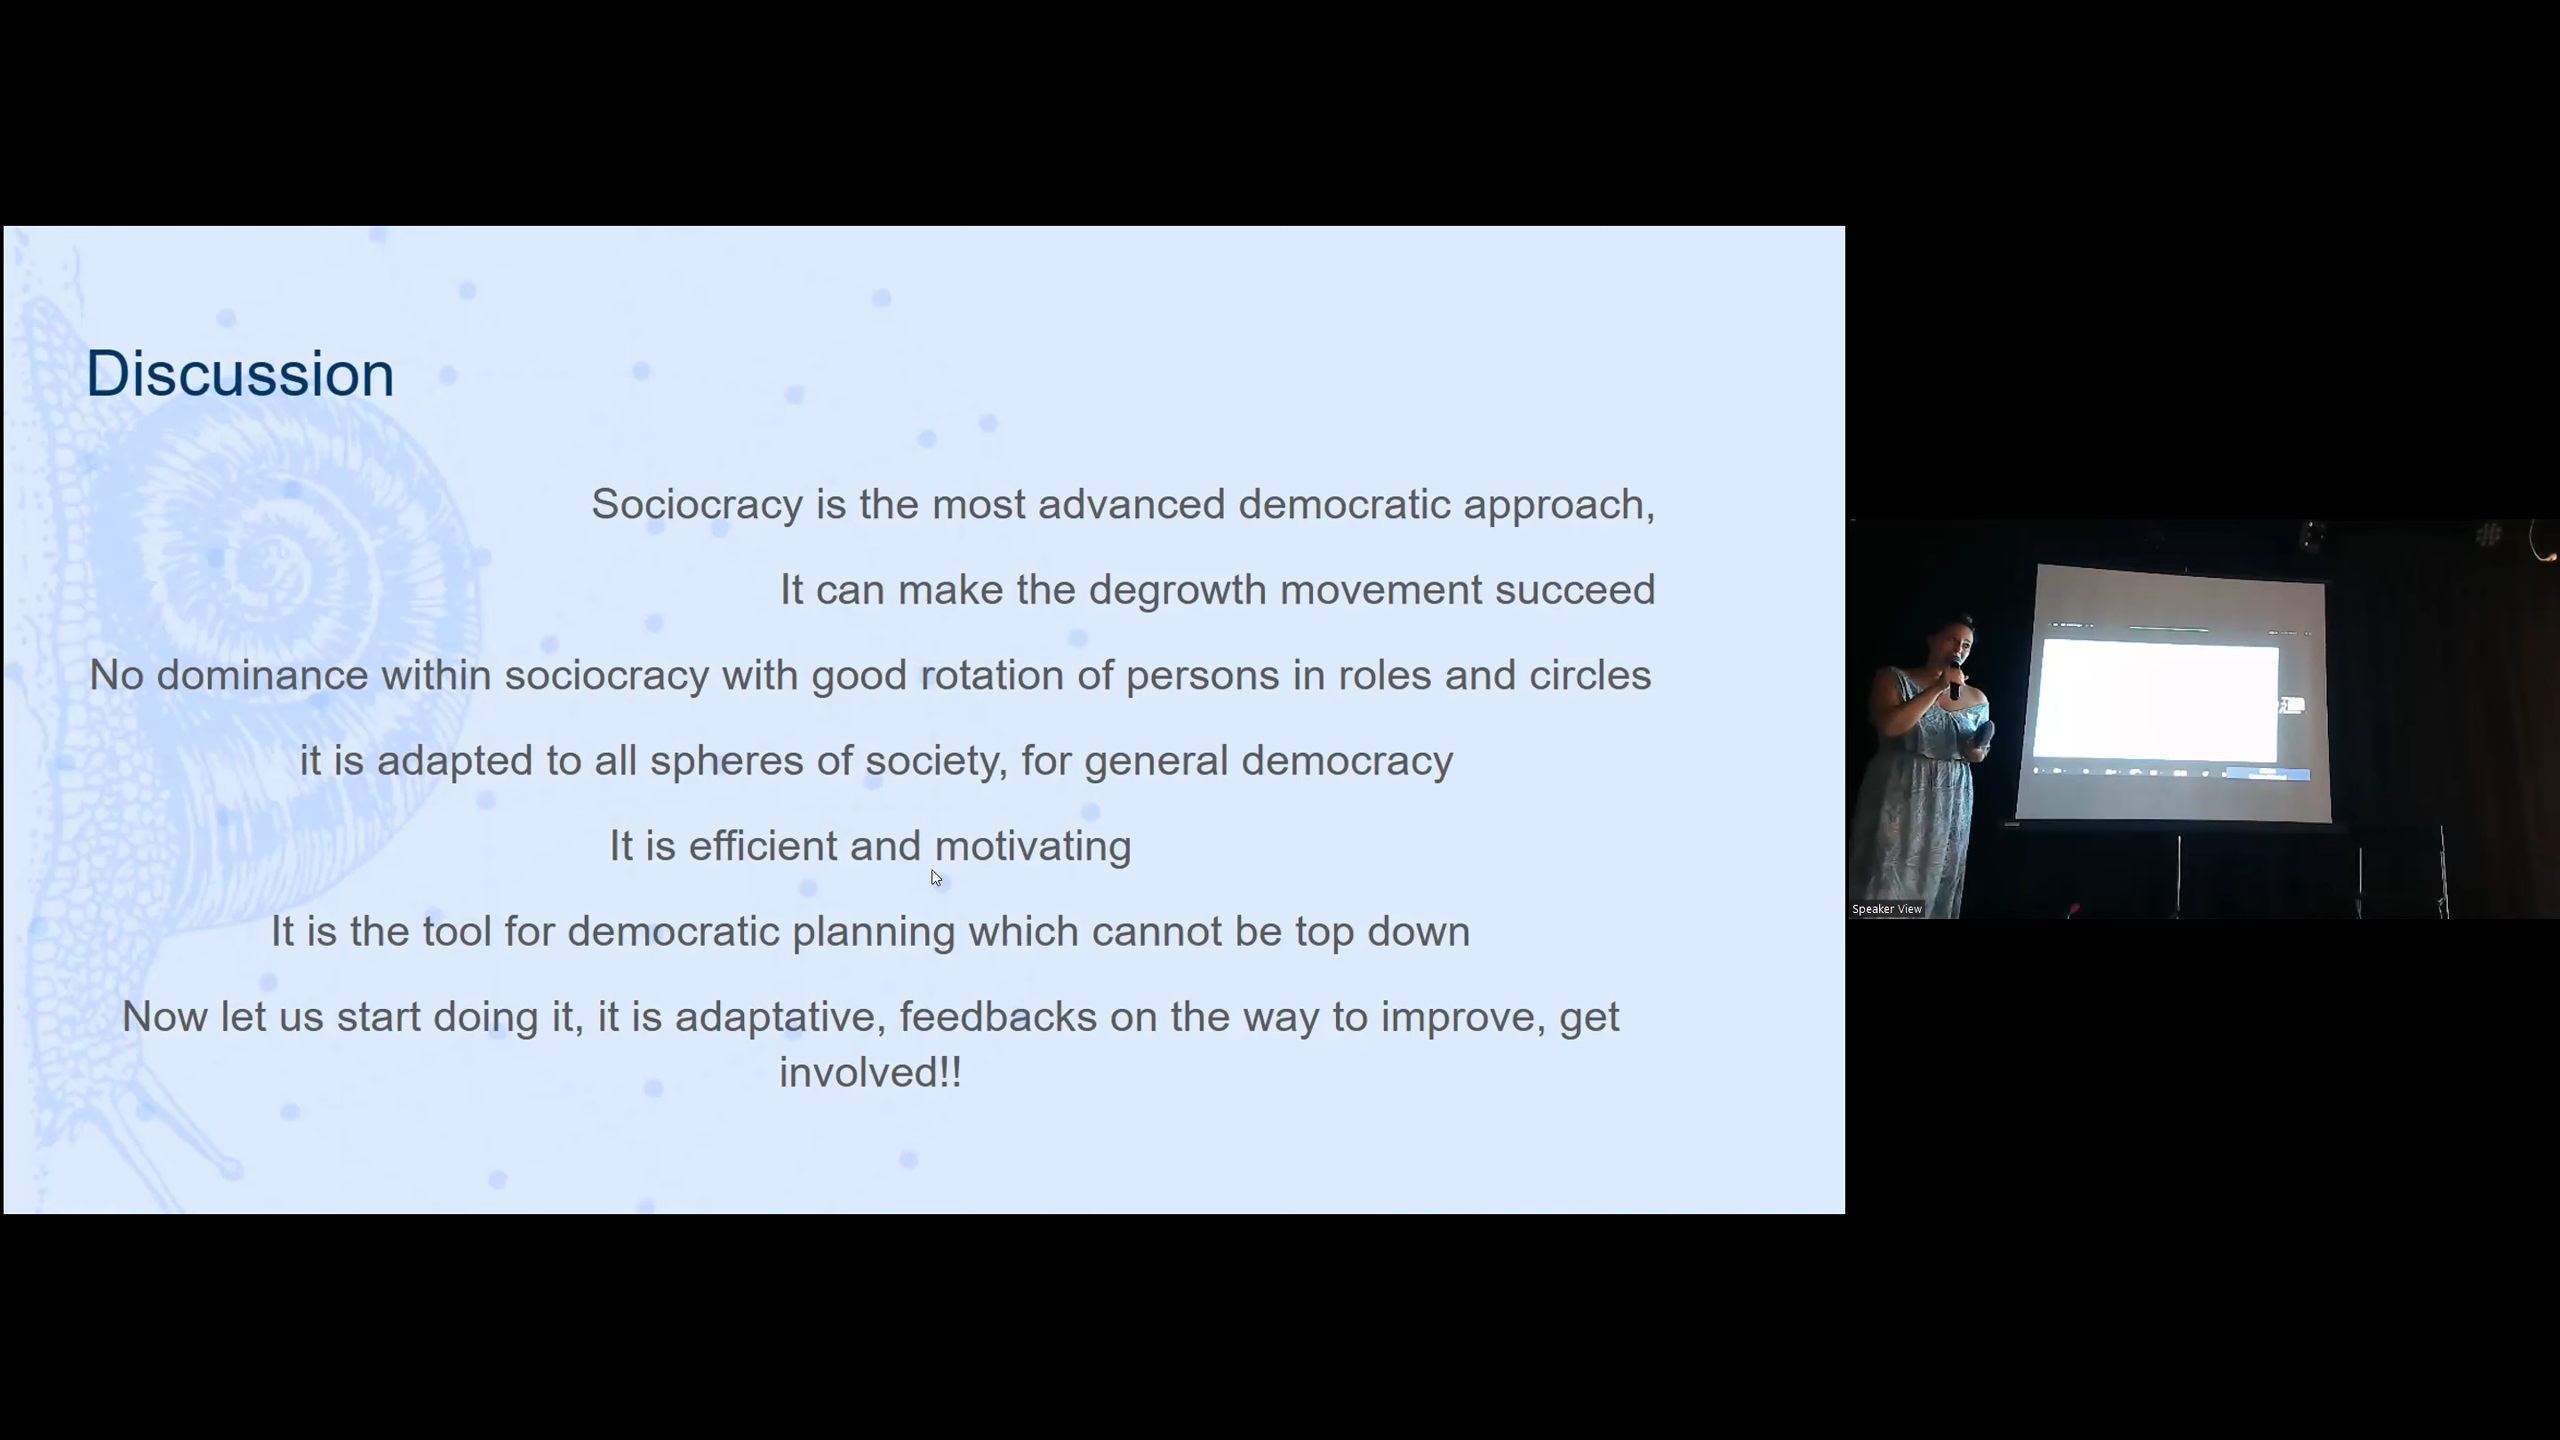 Discussion
Sociocracy is the most advanced democratic approach,
It can make the degrowth movement succeed
No dominance within sociocracy with good rotation of persons in roles and circles
it is adapted to all spheres of society, for general democracy
It is efficient and motivating
It is the tool for democratic planning which cannot be top down
Now let us start doing it, it is adaptative, feedbacks on the way to improve, get
involved!!
Speaker View